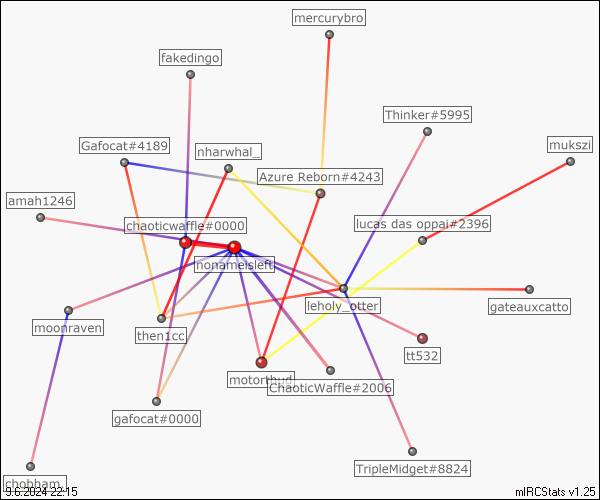 mercurybro
fakedingo
Thinker#5995
Gafocat#4189
nharwhal_
mukszi
Azure Reborn#4243
amah1246
chaoticwaffle#0000
lucas das oppai#2396
nonameisleft
leholy_otter
gateauxcatto
moonraven
then1cc
tt532
motorthud
ChaoticWaffle#2006
gafocat#0000
TripleMidget#8824
chobham_
9.6.2024 22:15
mIRCStats v1.25